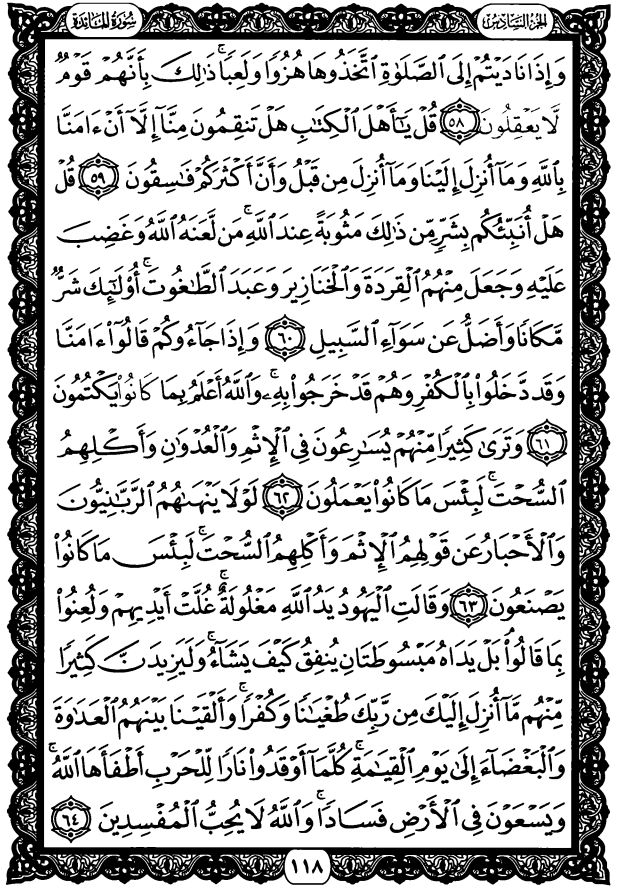 الجزء السادس
سورة المائدة
وَإِذَا نَادَيْتُمْ إِلَى ٱلصَّلَوٰةِ ٱتَّخَذُوهَا هُزُوًا وَلَعِبًا ۚ ذَٰلِكَ بِأَنَّهُمْ قَوْمٌ
لَّا يَعْقِلُونَ ٥٨ قُلْ يَٰٓأَهْلَ ٱلْكِتَٰبِ هَلْ تَنقِمُونَ مِنَّآ إِلَّآ أَنْ ءَامَنَّا
بِٱللَّهِ وَمَآ أُنزِلَ إِلَيْنَا وَمَآ أُنزِلَ مِن قَبْلُ وَأَنَّ أَكْثَرَكُمْ فَٰسِقُونَ ٥٩ قُلْ
هَلْ أُنَبِّئُكُم بِشَرٍّ مِّن ذَٰلِكَ مَثُوبَةً عِندَ ٱللَّهِ ۚ مَن لَّعَنَهُ ٱللَّهُ وَغَضِبَ
عَلَيْهِ وَجَعَلَ مِنْهُمُ ٱلْقِرَدَةَ وَٱلْخَنَازِيرَ وَعَبَدَ ٱلطَّٰغُوتَ ۚ أُو۟لَٰٓئِكَ شَرٌّ
مَّكَانًا وَأَضَلُّ عَن سَوَآءِ ٱلسَّبِيلِ ٦٠ وَإِذَا جَآءُوكُمْ قَالُوٓا۟ ءَامَنَّا
وَقَد دَّخَلُوا۟ بِٱلْكُفْرِ وَهُمْ قَدْ خَرَجُوا۟ بِهِۦ ۚ وَٱللَّهُ أَعْلَمُ بِمَا كَانُوا۟ يَكْتُمُونَ
٦١ وَتَرَىٰ كَثِيرًا مِّنْهُمْ يُسَٰرِعُونَ فِى ٱلْإِثْمِ وَٱلْعُدْوَٰنِ وَأَكْلِهِمُ
ٱلسُّحْتَ ۚ لَبِئْسَ مَا كَانُوا۟ يَعْمَلُونَ ٦٢ لَوْلَا يَنْهَىٰهُمُ ٱلرَّبَّٰنِيُّونَ
وَٱلْأَحْبَارُ عَن قَوْلِهِمُ ٱلْإِثْمَ وَأَكْلِهِمُ ٱلسُّحْتَ ۚ لَبِئْسَ مَا كَانُوا۟
يَصْنَعُونَ ٦٣ وَقَالَتِ ٱلْيَهُودُ يَدُ ٱللَّهِ مَغْلُولَةٌ ۚ غُلَّتْ أَيْدِيهِمْ وَلُعِنُوا۟
بِمَا قَالُوا۟ ۘ بَلْ يَدَاهُ مَبْسُوطَتَانِ يُنفِقُ كَيْفَ يَشَآءُ ۚ وَلَيَزِيدَنَّ كَثِيرًا
مِّنْهُم مَّآ أُنزِلَ إِلَيْكَ مِن رَّبِّكَ طُغْيَٰنًا وَكُفْرًا ۚ وَأَلْقَيْنَا بَيْنَهُمُ ٱلْعَدَٰوَةَ
وَٱلْبَغْضَآءَ إِلَىٰ يَوْمِ ٱلْقِيَٰمَةِ ۚ كُلَّمَآ أَوْقَدُوا۟ نَارًا لِّلْحَرْبِ أَطْفَأَهَا ٱللَّهُ ۚ
وَيَسْعَوْنَ فِى ٱلْأَرْضِ فَسَادًا ۚ وَٱللَّهُ لَا يُحِبُّ ٱلْمُفْسِدِينَ ٦٤
١١٨